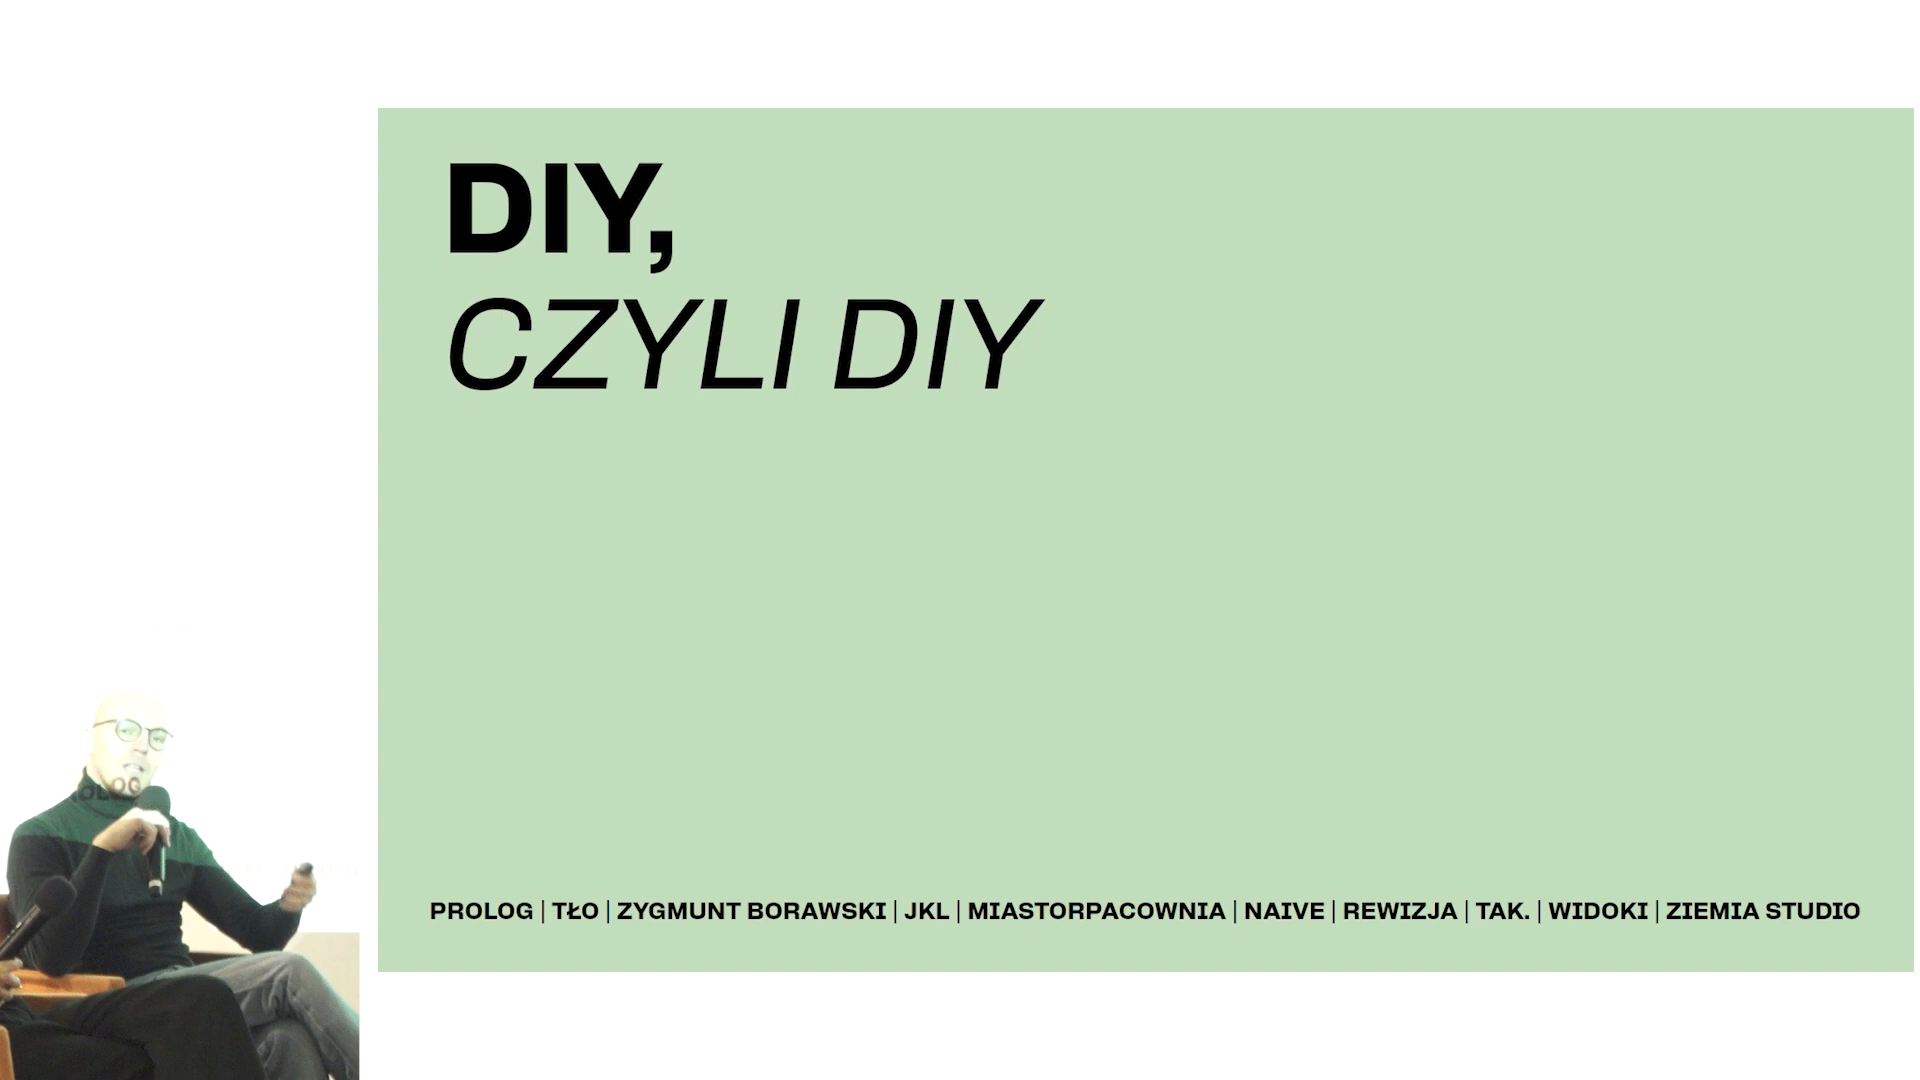 DIY,
CZYLI DIY
PROLOG | TŁO | ZYGMUNT BORAWSKI | JKL | MIASTORPACOWNIA | NAIVE | REWIZJA | TAK. | WIDOKI | ZIEMIA STUDIO